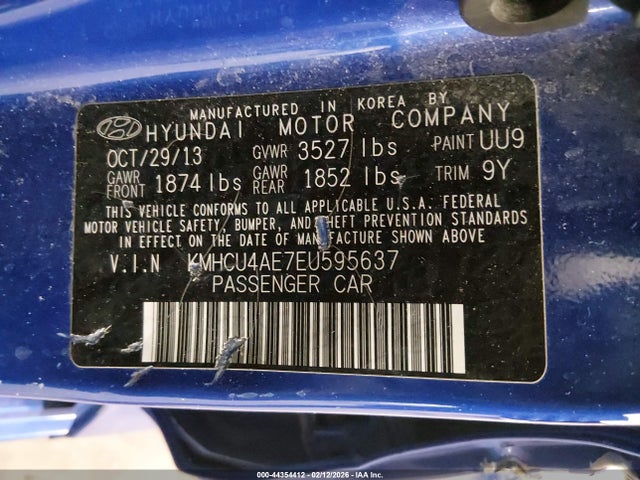 MANUFACTURED IN KOREA BY
HYUNDAI MOTOR COMPANY
OCT/29/13 GVWR 3527 lbs PAINT UU9
GAWR FRONT 1874 lbs GAWR REAR 1852 lbs TRIM 9Y
THIS VEHICLE CONFORMS TO ALL APPLICABLE U.S.A. FEDERAL
MOTOR VEHICLE SAFETY, BUMPER, AND THEFT PREVENTION STANDARDS
IN EFFECT ON THE DATE OF MANUFACTURE SHOWN ABOVE.
V.I.N KMHCU4AE7EU595637
PASSENGER CAR
000-44354412 - 02/12/2026 - IAA Inc.